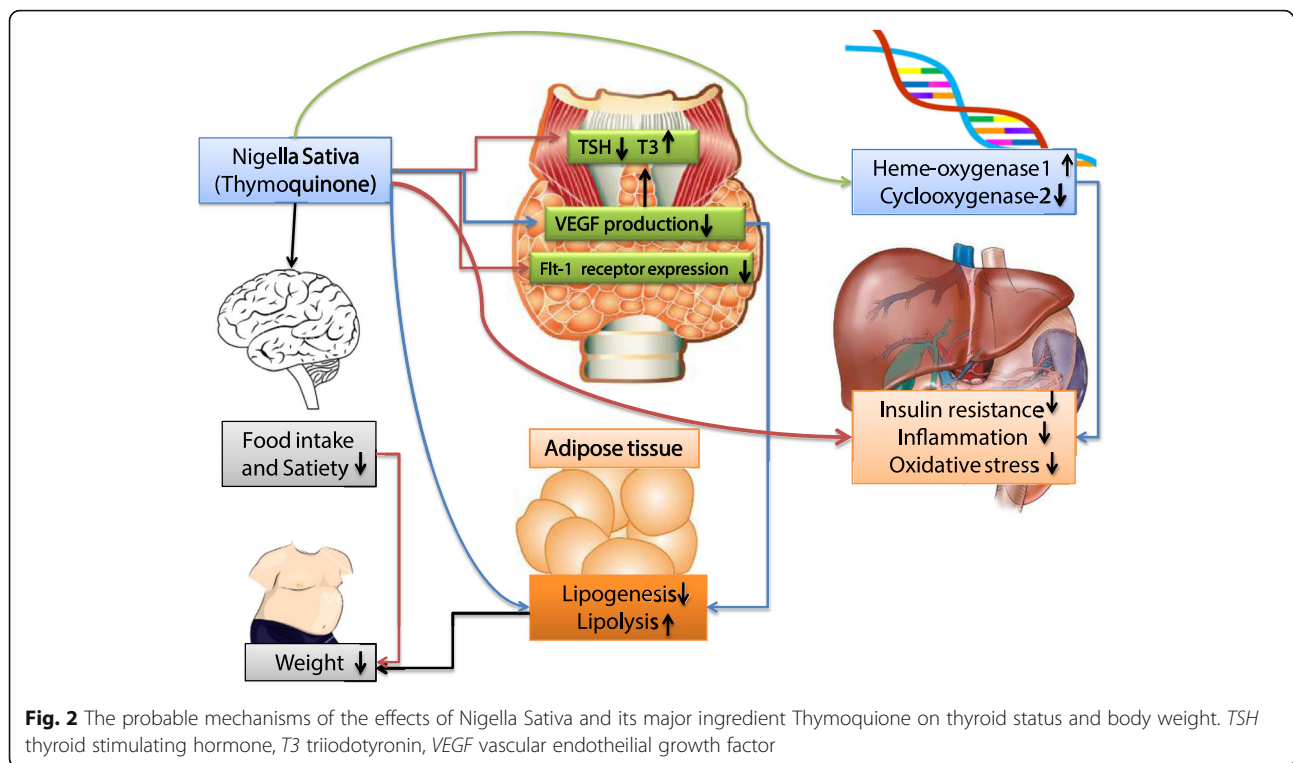 Nigella Sativa
(Thymoquinone)
TSH ↓ T3 ↑
VEGF production ↓
Flt-1 receptor expression ↓
Heme-oxygenase 1 ↑
Cyclooxygenase-2 ↓
Food intake
and Satiety ↓
Adipose tissue
Insulin resistance ↓
Inflammation ↓
Oxidative stress ↓
Lipogenesis ↓
Lipolysis ↑
Weight ↓
Fig. 2 The probable mechanisms of the effects of Nigella Sativa and its major ingredient Thymoquione on thyroid status and body weight. TSH
thyroid stimulating hormone, T3 triiodotyronin, VEGF vascular endotheilial growth factor